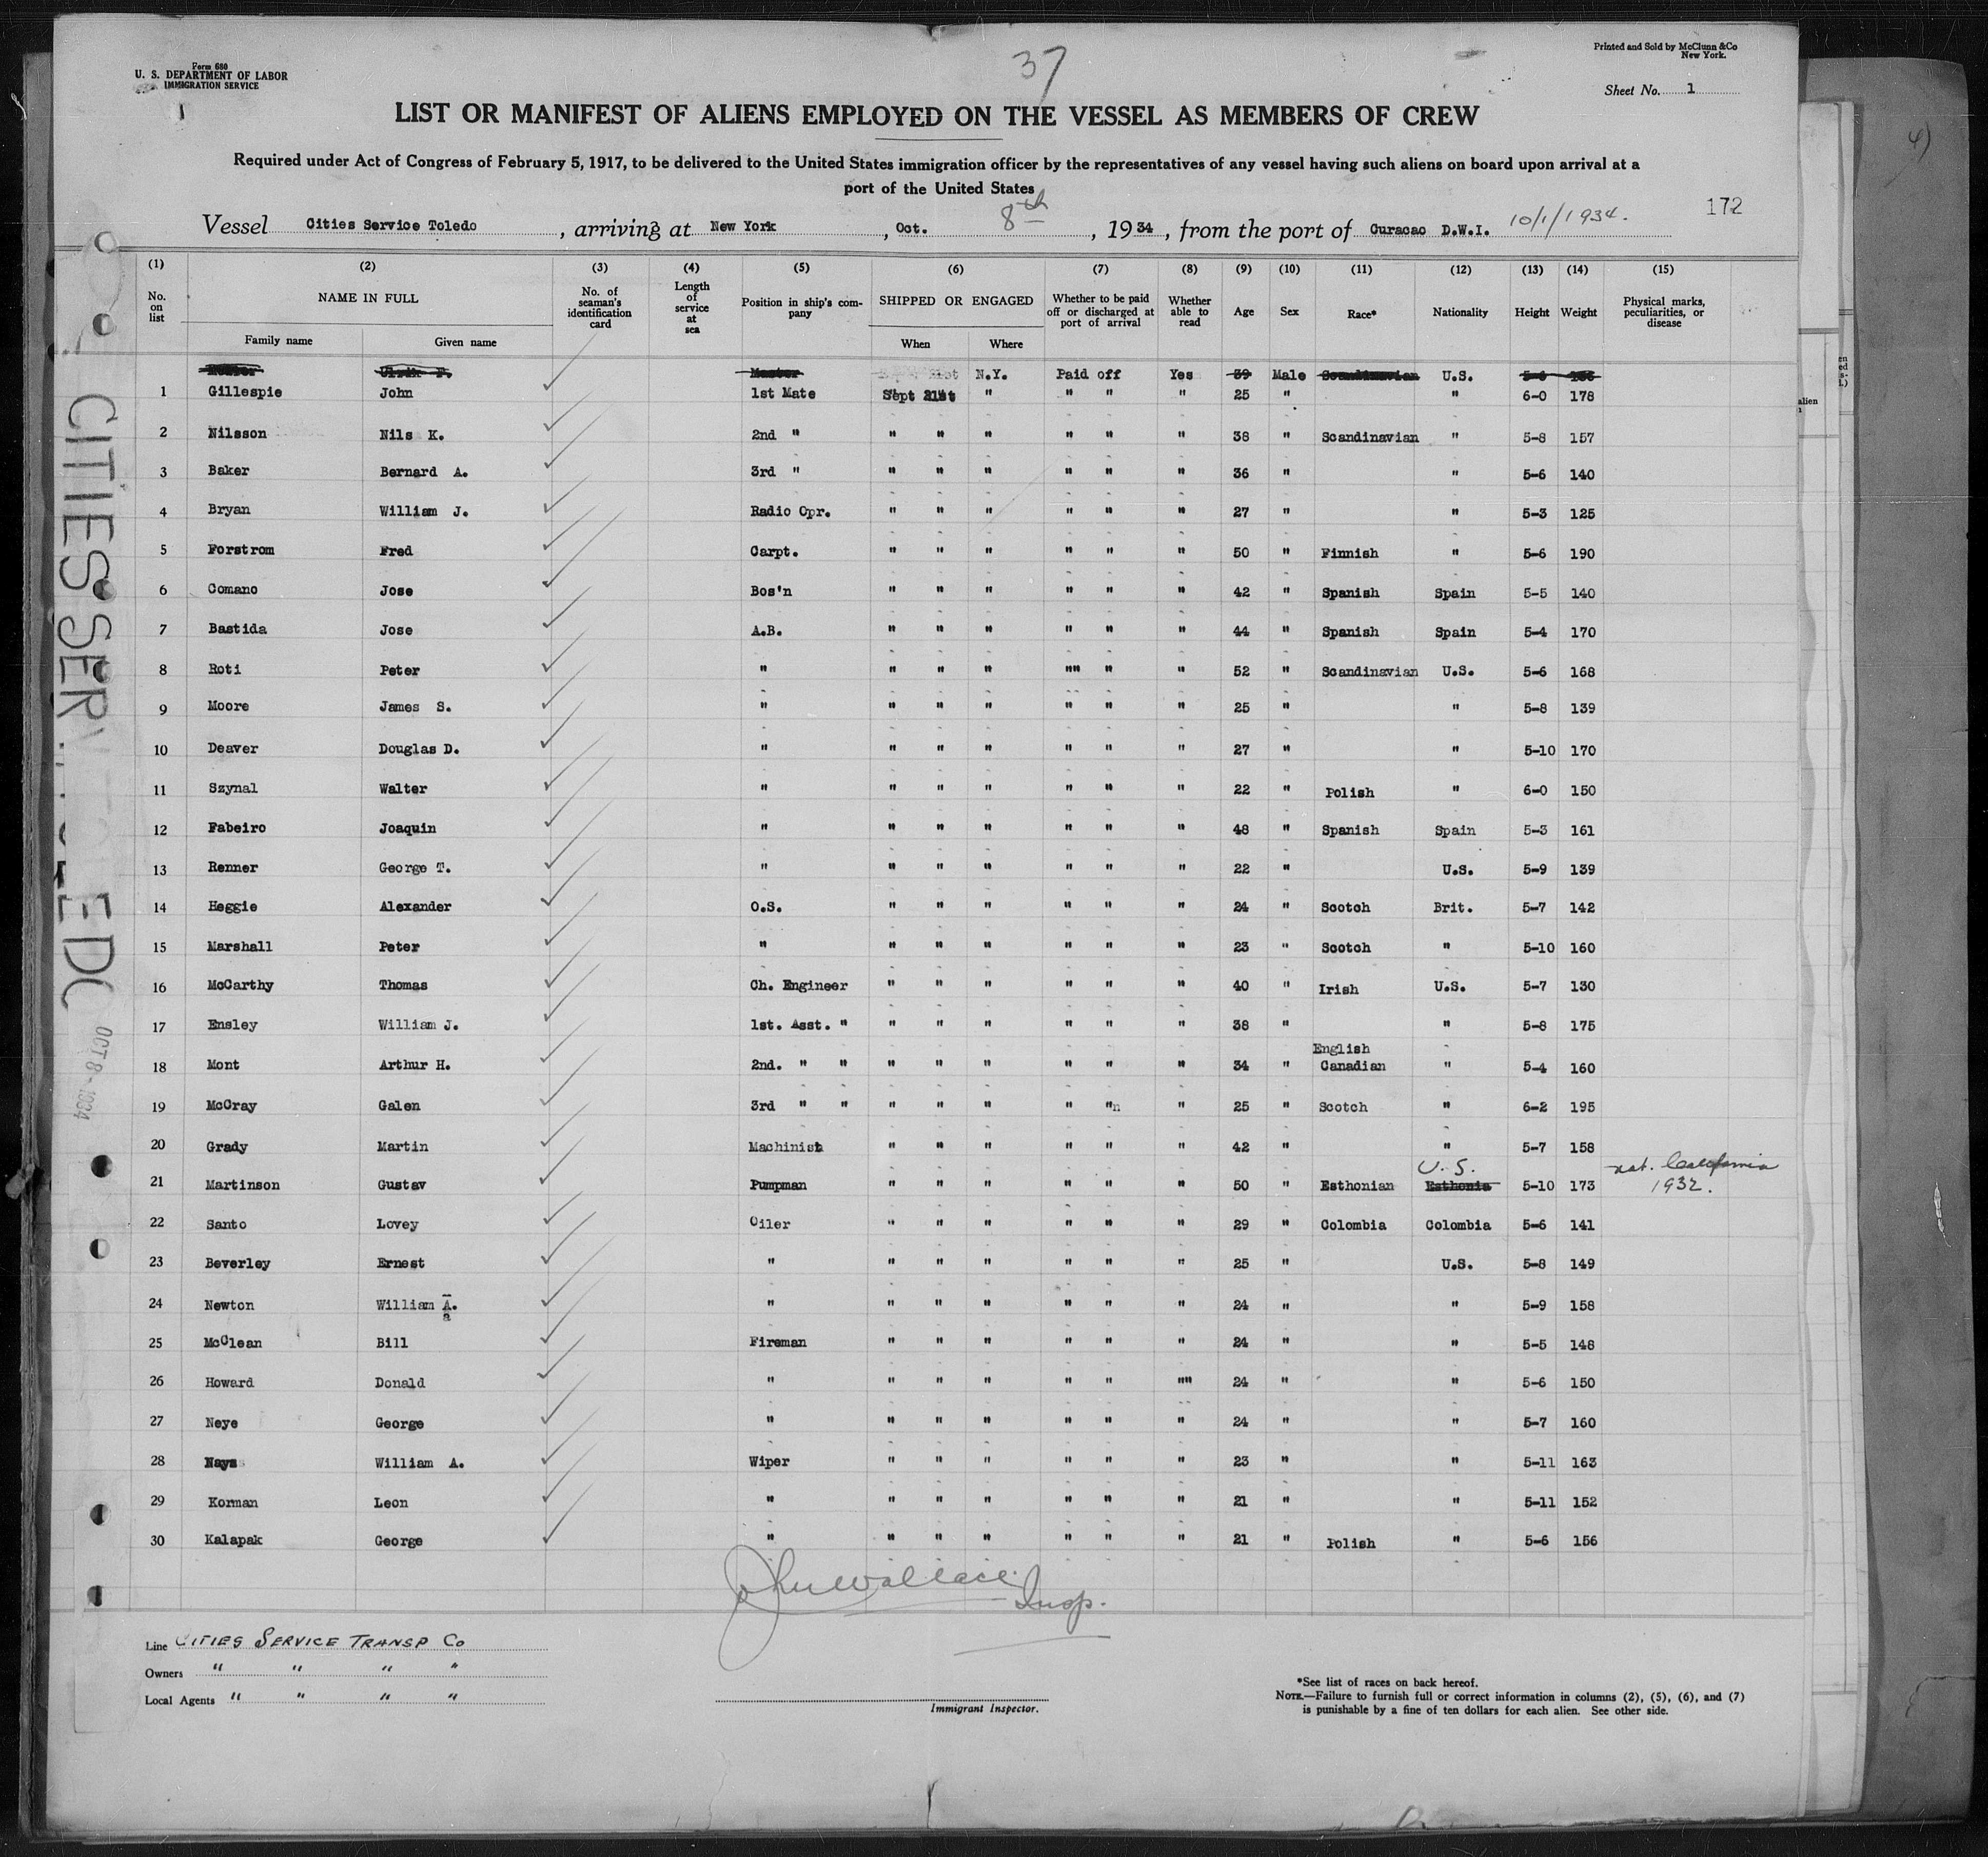 Form 680
U. S. DEPARTMENT OF LABOR
IMMIGRATION SERVICE
37
Printed and Sold by McClunn & Co
New York.
Sheet No. 1
LIST OR MANIFEST OF ALIENS EMPLOYED ON THE VESSEL AS MEMBERS OF CREW
Required under Act of Congress of February 5, 1917, to be delivered to the United States immigration officer by the representatives of any vessel having such aliens on board upon arrival at a
port of the United States
172
Vessel Cities Service Toledo, arriving at New York, Oct. 8th, 1934, from the port of Curacao D.W.I. 10/1/1934.
(1) (2) (3) (4) (5) (6) (7) (8) (9) (10) (11) (12) (13) (14) (15)
No. on list NAME IN FULL No. of seaman's identification card Length of service at sea Position in ship's company SHIPPED OR ENGAGED Whether to be paid off or discharged at port of arrival Whether able to read Age Sex Race* Nationality Height Weight Physical marks, peculiarities, or disease
Family name Given name When Where
Master N.Y. Paid off Yes 39 Male Scandinavian U.S.
1 Gillespie John 1st Mate Sept 21st " " " " 25 " " 6-0 178
2 Nilsson Nils K. 2nd " " " " " " " 38 " Scandinavian " 5-8 157
3 Baker Bernard A. 3rd " " " " " " " 36 " " 5-6 140
4 Bryan William J. Radio Opr. " " " " " " 27 " " 5-3 125
5 Forstrom Fred Carpt. " " " " " " 50 " Finnish " 5-6 190
6 Comano Jose Bos'n " " " " " " 42 " Spanish Spain 5-5 140
7 Bastida Jose A.B. " " " " " " 44 " Spanish Spain 5-4 170
8 Roti Peter " " " " "" " " 52 " Scandinavian U.S. 5-6 168
9 Moore James S. " " " " " " " 25 " " 5-8 139
10 Deaver Douglas D. " " " " " " " 27 " " 5-10 170
11 Szynal Walter " " " " " " " 22 " Polish " 6-0 150
12 Fabeiro Joaquin " " " " " " " 48 " Spanish Spain 5-3 161
13 Renner George T. " " " " " " " 22 " U.S. 5-9 139
14 Heggie Alexander O.S. " " " " " " 24 " Scotch Brit. 5-7 142
15 Marshall Peter " " " " " " " 23 " Scotch " 5-10 160
16 McCarthy Thomas Ch. Engineer " " " " " " 40 " Irish U.S. 5-7 130
17 Ensley William J. 1st. Asst. " " " " " " " 38 " " 5-8 175
18 Mont Arthur H. 2nd. " " " " " " " " 34 " English Canadian " 5-4 160
19 McCray Galen 3rd " " " " " " "n " 25 " Scotch " 6-2 195
20 Grady Martin Machinist " " " " " " 42 " " 5-7 158
21 Martinson Gustav Pumpman " " " " " " 50 " Esthonian Esthonia U.S. 5-10 173 nat. California 1932.
22 Santo Lovey Oiler " " " " " " 29 " Colombia Colombia 5-6 141
23 Beverley Ernest " " " " " " " 25 " U.S. 5-8 149
24 Newton William A. a " " " " " " " 24 " " 5-9 158
25 McClean Bill Fireman " " " " " " 24 " " 5-5 148
26 Howard Donald " " " " " " "" 24 " " 5-6 150
27 Neye George " " " " " " " 24 " " 5-7 160
28 Nays William A. Wiper " " " " " " 23 " " 5-11 163
29 Korman Leon " " " " " " " 21 " " 5-11 152
30 Kalapak George " " " " " " " 21 " Polish " 5-6 156
John Wallace
Insp.
Line CITIES SERVICE TRANSP CO
Owners " " " "
Local Agents " " " "
Immigrant Inspector.
*See list of races on back hereof.
NOTE.—Failure to furnish full or correct information in columns (2), (5), (6), and (7)
is punishable by a fine of ten dollars for each alien. See other side.
OCT 8 - 1934